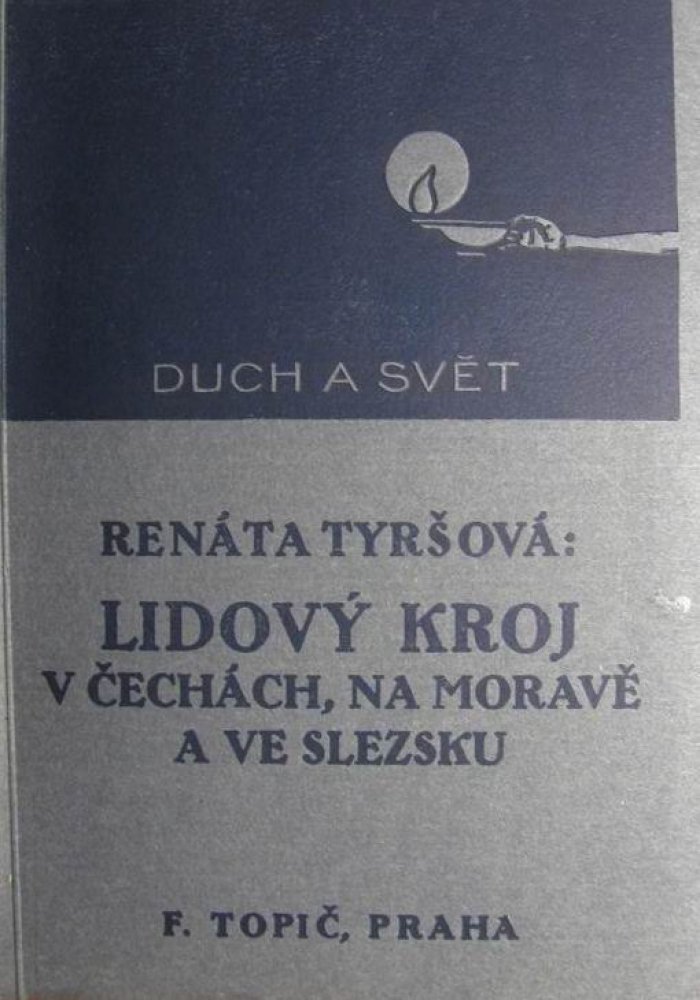 DUCH A SVĚT
RENÁTA TYRŠOVÁ:
LIDOVÝ KROJ
V ČECHÁCH, NA MORAVĚ
A VE SLEZSKU
F. TOPIČ, PRAHA